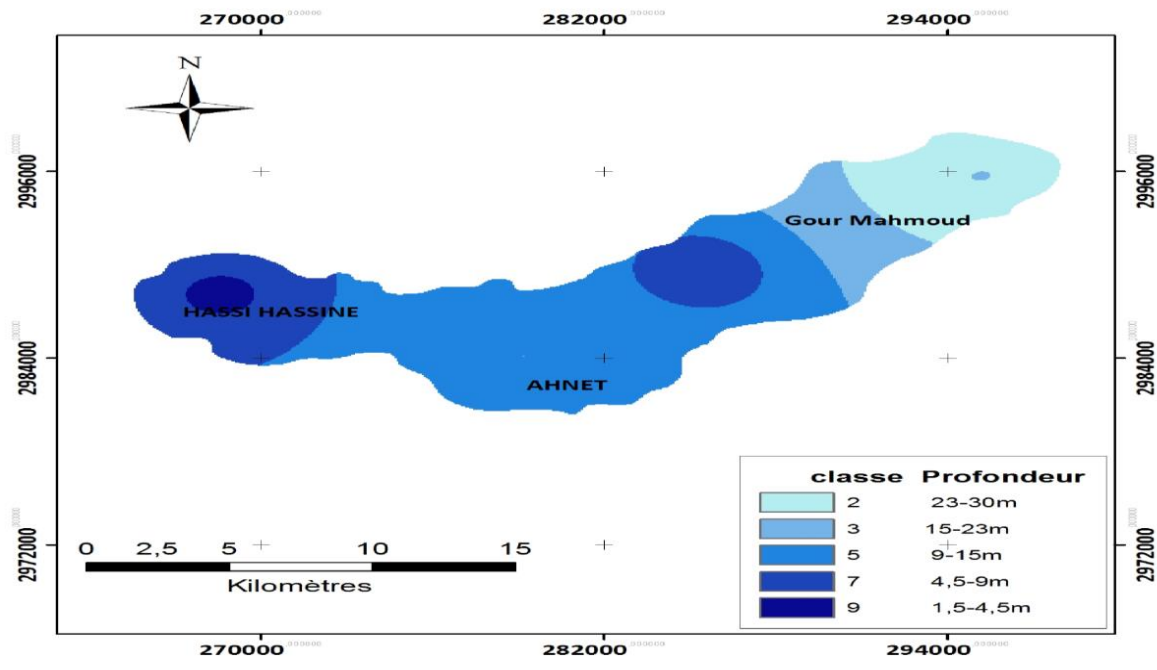 270000 282000 294000
N
2996000 2996000
Gour Mahmoud
HASSI HASSINE
2984000 2984000
AHNET
classe Profondeur
2 23-30m
3 15-23m
5 9-15m
7 4,5-9m
9 1,5-4,5m
2972000 2972000
0 2,5 5 10 15
Kilomètres
270000 282000 294000